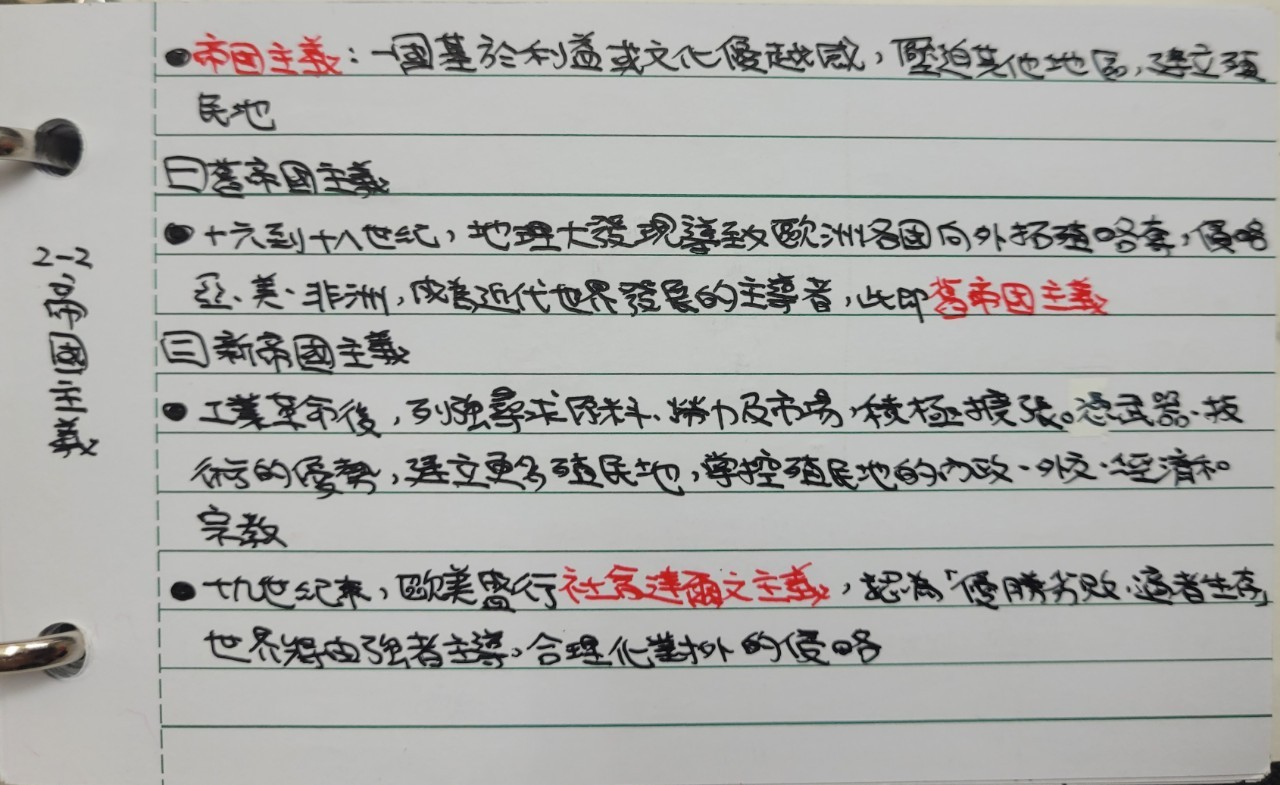 2-2
帝國主義
●帝国主義：一國基於利益或文化優越感，壓迫其他地區，建立殖
民地
㊀舊帝國主義
●十六到十八世紀，地理大發現導致歐洲各国向外拓殖略奪，侵略
亞、美、非洲，成為近代世界發展的主導者，此即舊帝国主義
㊂新帝國主義
●工業革命後，列強尋求原料、勞力及市場，積極擴張。憑武器、技
術的優勢，建立更多殖民地，掌控殖民地的內政、外交、經濟和
宗教
●十九世紀末，歐美盛行社會達爾文主義，認為「優勝劣敗、適者生存，
世界將由強者主導，合理化對外的侵略